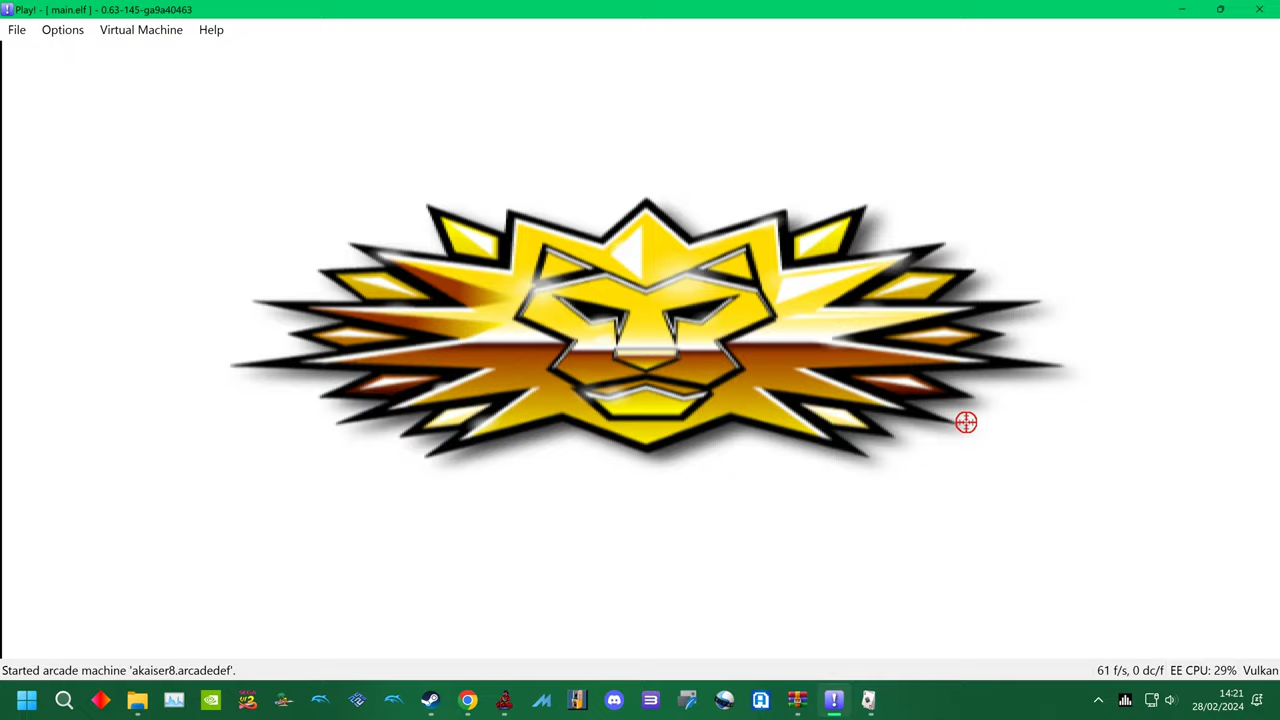 Play! - [ main.elf ] - 0.63-145-ga9a40463
File Options Virtual Machine Help
Started arcade machine 'akaiser8.arcadedef'.
61 f/s, 0 dc/f EE CPU: 29% Vulkan
14:21
28/02/2024